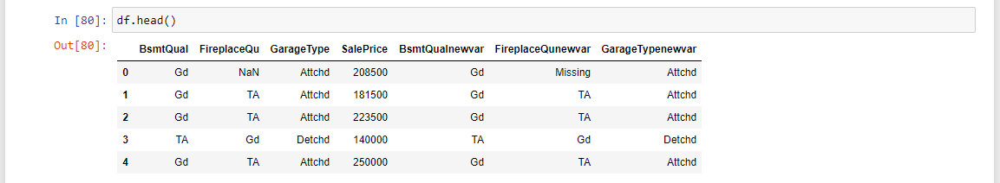 In [80]: df.head()
Out[80]:
BsmtQual FireplaceQu GarageType SalePrice BsmtQualnewvar FireplaceQunewvar GarageTypenewvar
0 Gd NaN Attchd 208500 Gd Missing Attchd
1 Gd TA Attchd 181500 Gd TA Attchd
2 Gd TA Attchd 223500 Gd TA Attchd
3 TA Gd Detchd 140000 TA Gd Detchd
4 Gd TA Attchd 250000 Gd TA Attchd